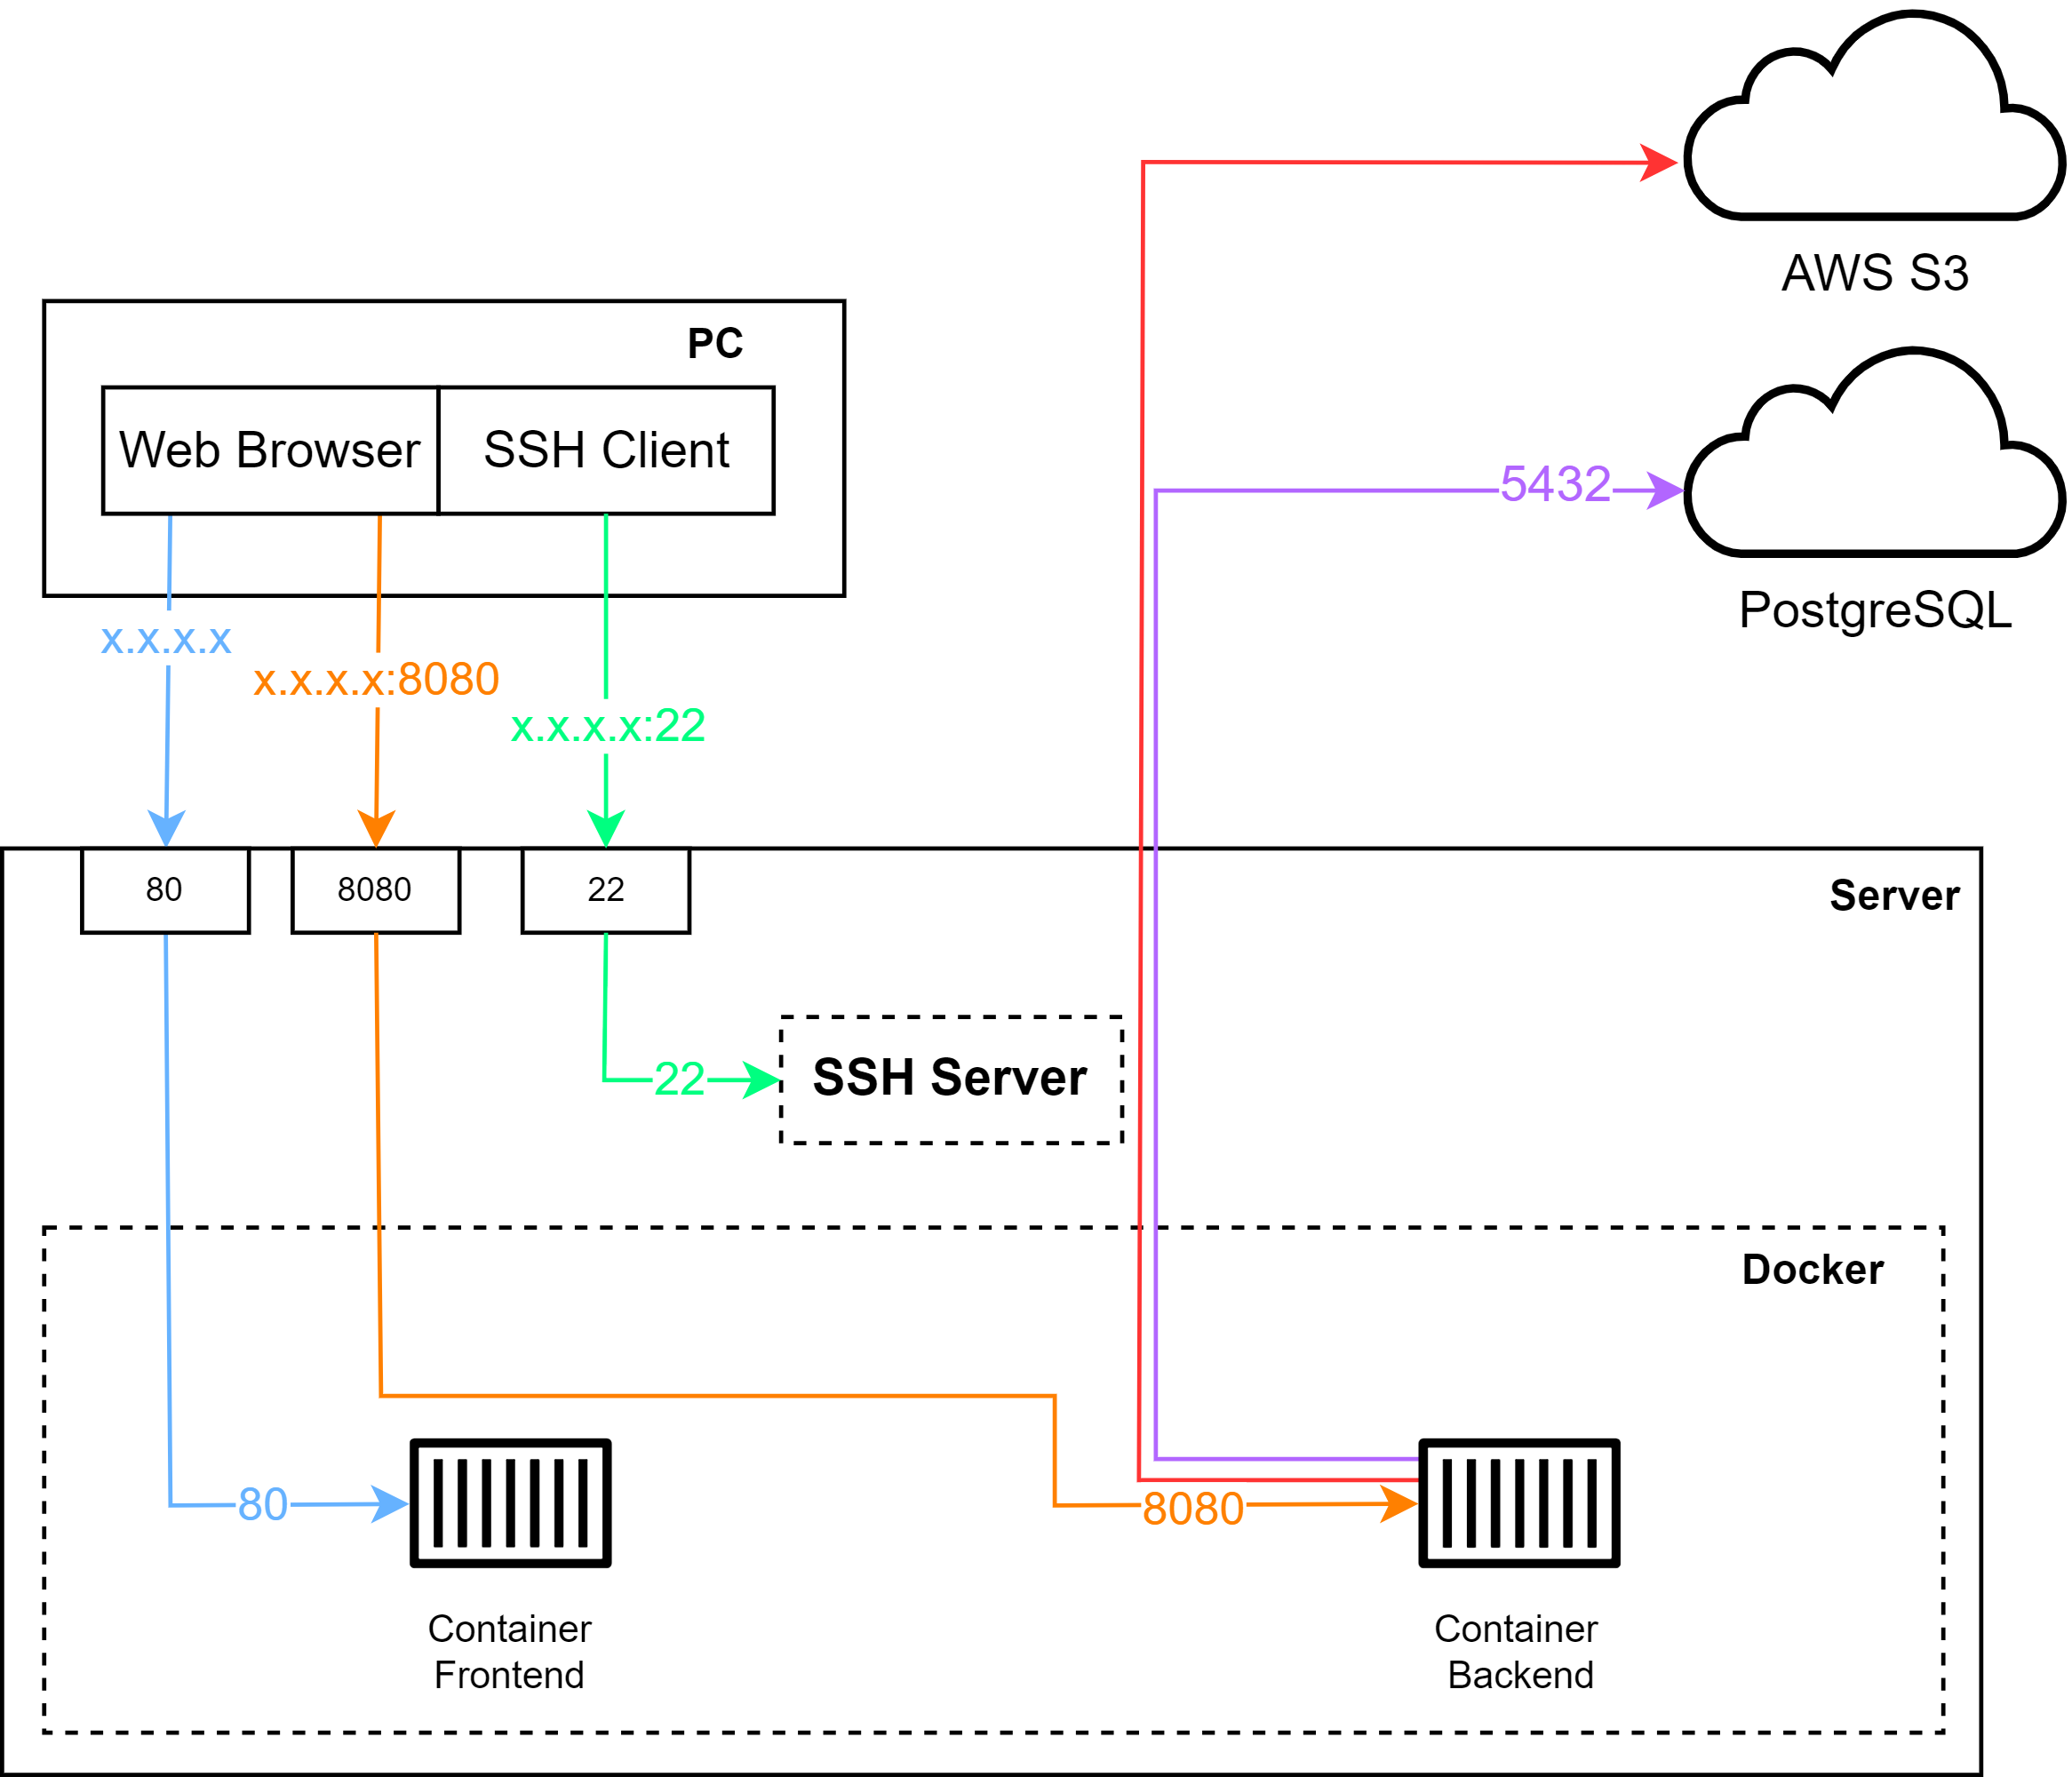 AWS S3
PC
Web Browser
SSH Client
5432
PostgreSQL
x.x.x.x
x.x.x.x:8080
x.x.x.x:22
80
8080
22
Server
SSH Server
22
Docker
80
8080
Container
Frontend
Container
Backend